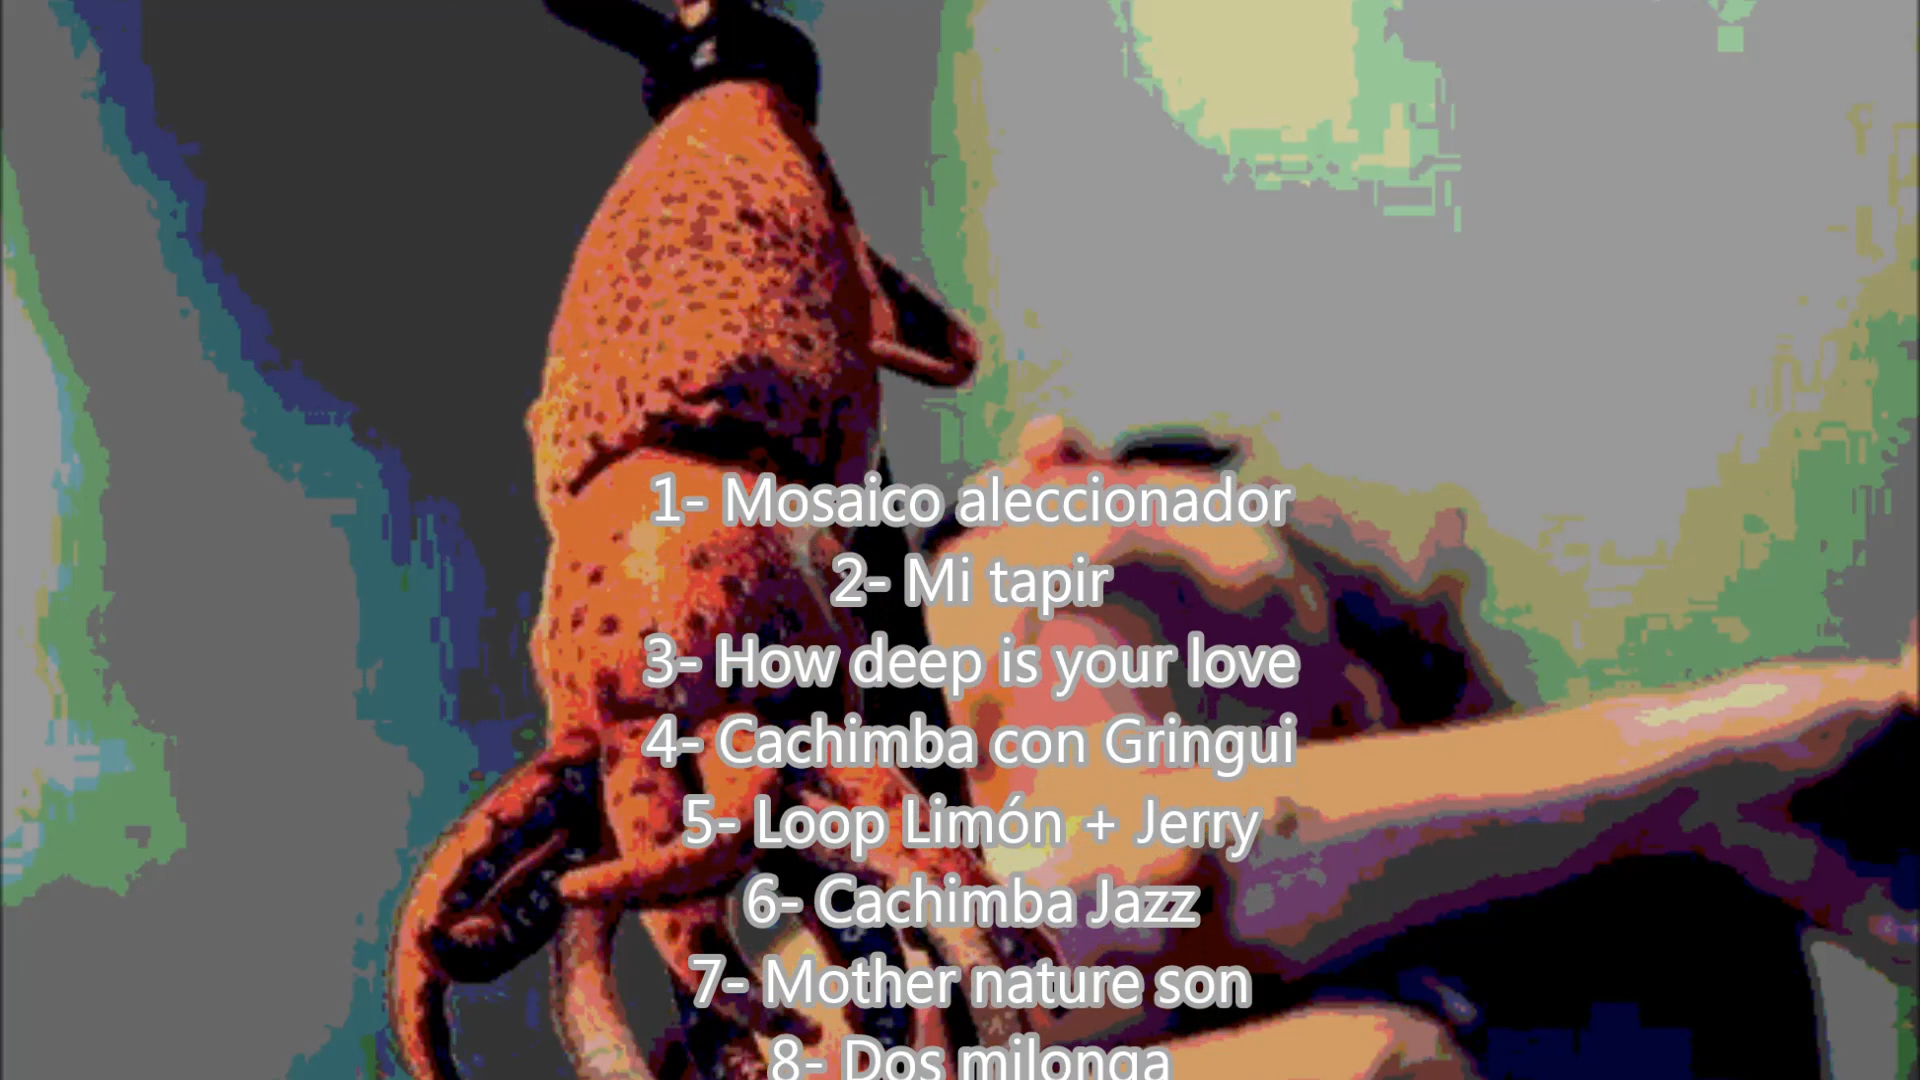 1- Mosaico aleccionador
2- Mi tapir
3- How deep is your love
4- Cachimba con Gringui
5- Loop Limón + Jerry
6- Cachimba Jazz
7- Mother nature son
8- Dos milonga